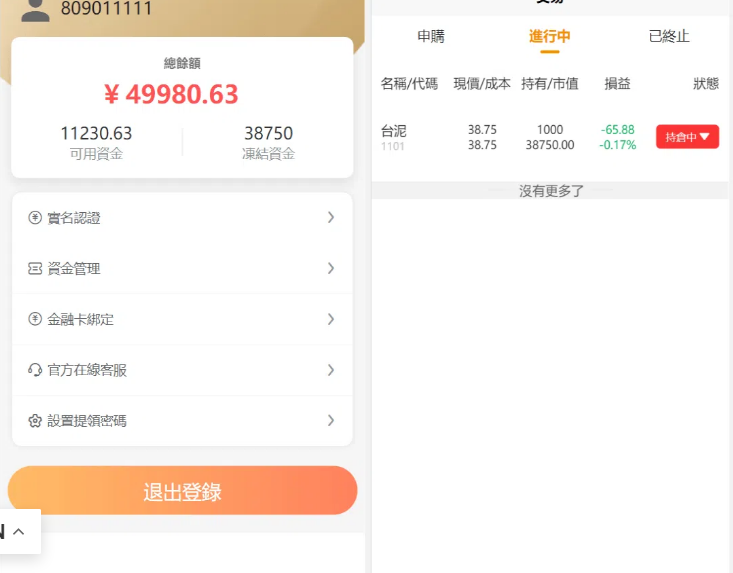 809011111
總餘額
¥ 49980.63
11230.63 38750
可用資金 凍結資金
實名認證
資金管理
金融卡綁定
官方在線客服
設置提領密碼
退出登錄
N
申購 進行中 已終止
名稱/代碼 現價/成本 持有/市值 損益 狀態
台泥 38.75 1000 -65.88 持倉中
1101 38.75 38750.00 -0.17%
沒有更多了